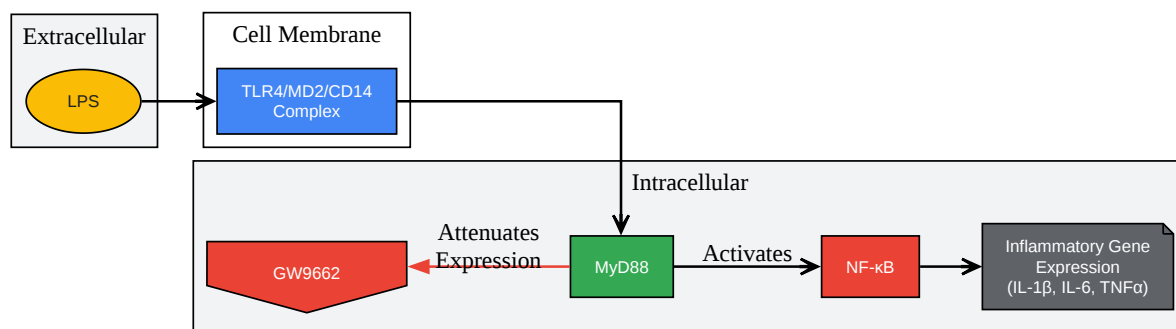 Extracellular
LPS
Cell Membrane
TLR4/MD2/CD14
Complex
Intracellular
GW9662
Attenuates
Expression
MyD88
Activates
NF-κB
Inflammatory Gene
Expression
(IL-1β, IL-6, TNFα)